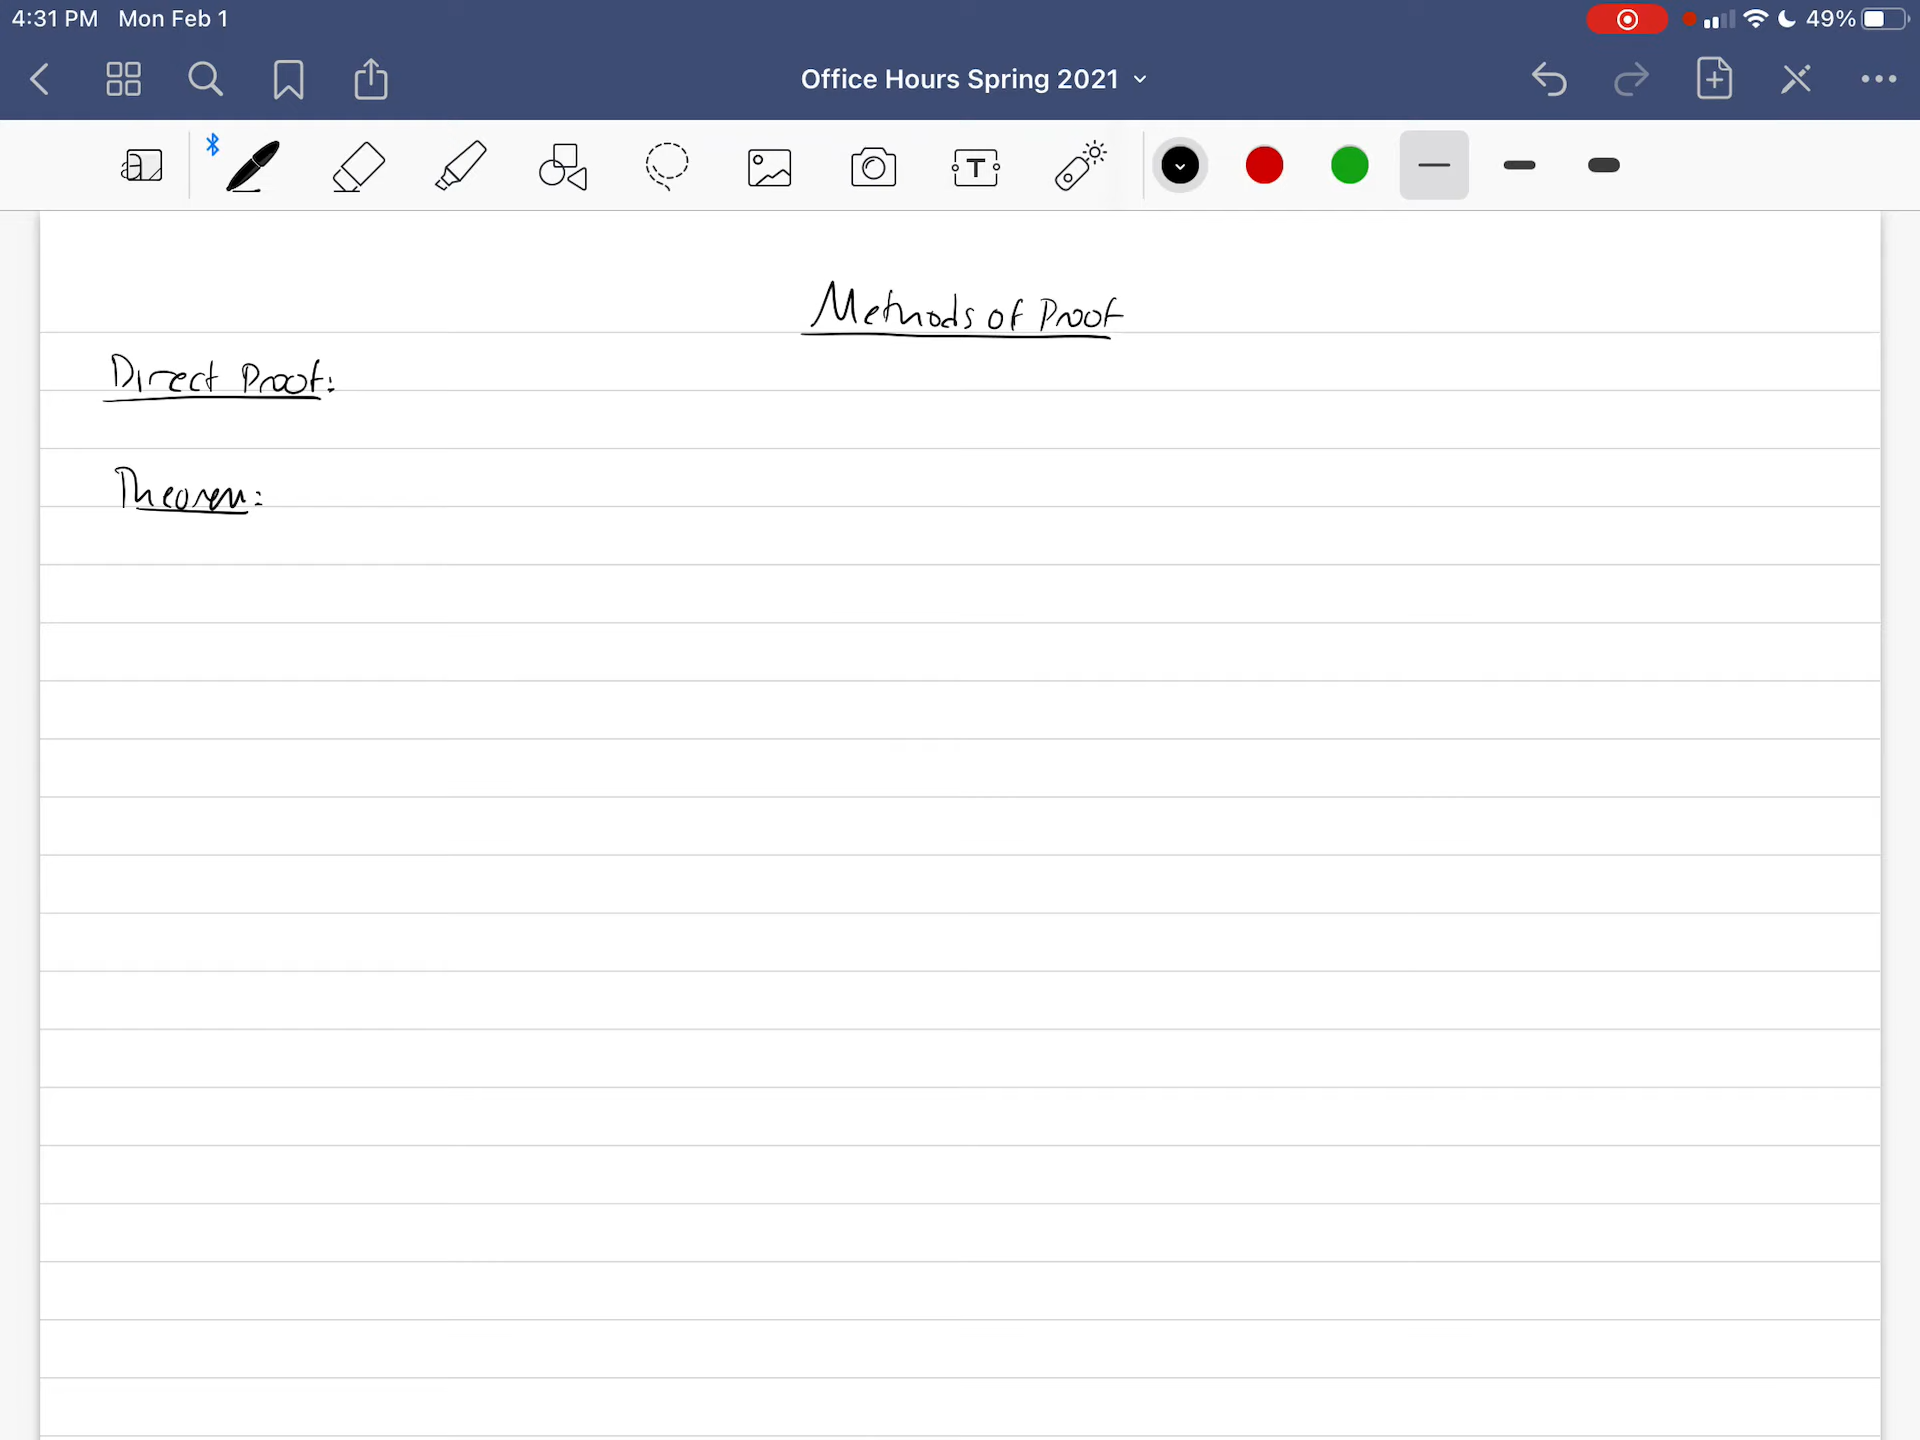 4:31 PM Mon Feb 1 49%
Office Hours Spring 2021
Methods of Proof
Direct Proof:
Theorem: